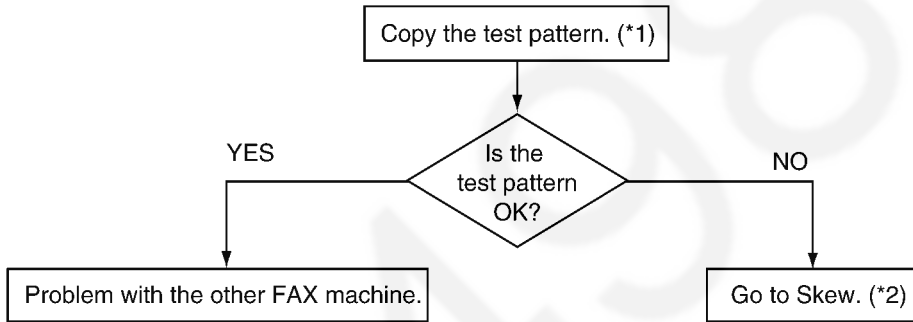 Copy the test pattern. (*1)
YES
Is the
test pattern
OK?
NO
Problem with the other FAX machine.
Go to Skew. (*2)